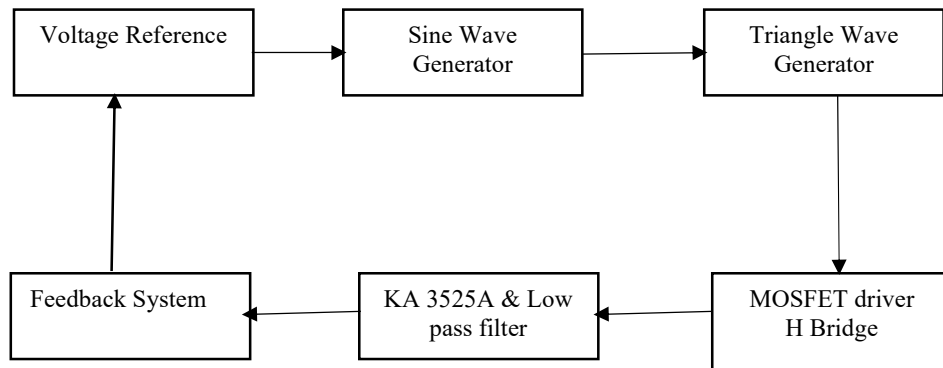 Voltage Reference
Sine Wave
Generator
Triangle Wave
Generator
Feedback System
KA 3525A & Low
pass filter
MOSFET driver
H Bridge